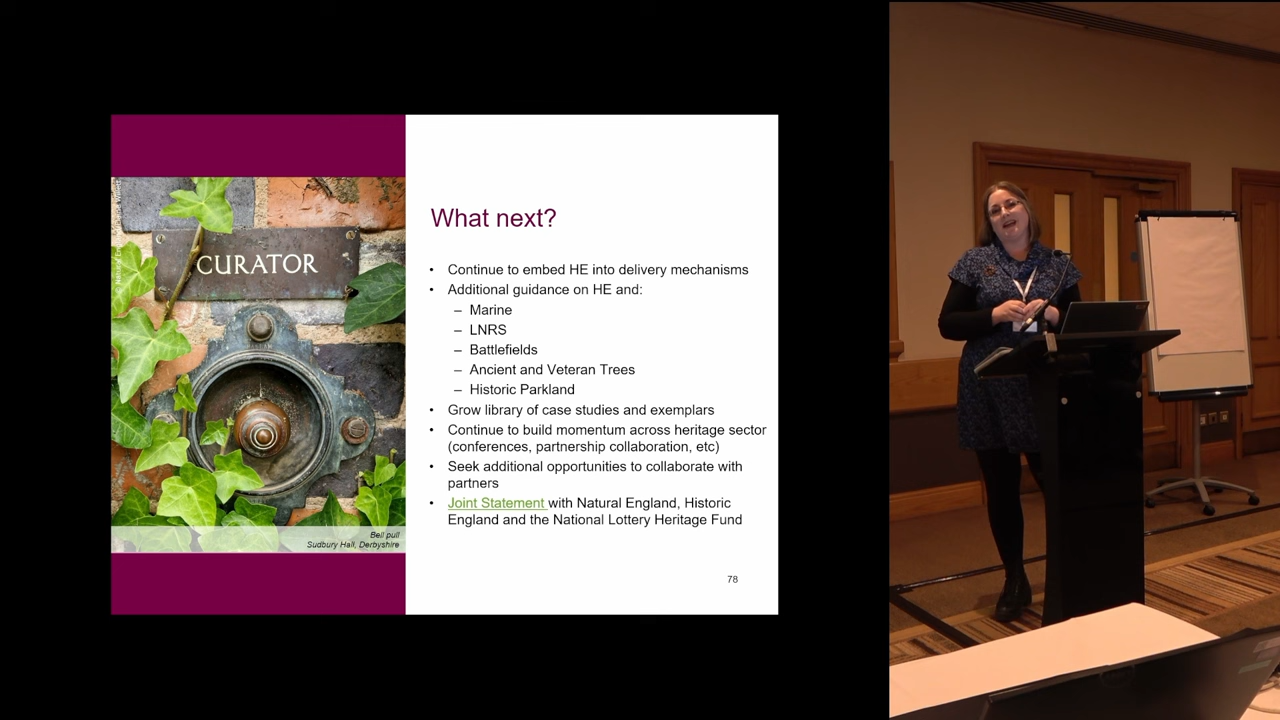 CURATOR
Bell pull
Sudbury Hall, Derbyshire
What next?
• Continue to embed HE into delivery mechanisms
• Additional guidance on HE and:
– Marine
– LNRS
– Battlefields
– Ancient and Veteran Trees
– Historic Parkland
• Grow library of case studies and exemplars
• Continue to build momentum across heritage sector
(conferences, partnership collaboration, etc)
• Seek additional opportunities to collaborate with
partners
• Joint Statement with Natural England, Historic
England and the National Lottery Heritage Fund
78